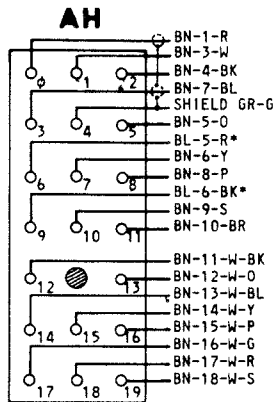 AH
BN-1-R
BN-3-W
BN-4-BK
BN-7-BL
SHIELD GR-G
BN-5-O
BL-5-R*
BN-6-Y
BN-8-P
BL-6-BK*
BN-9-S
BN-10-BR
BN-11-W-BK
BN-12-W-O
BN-13-W-BL
BN-14-W-Y
BN-15-W-P
BN-16-W-G
BN-17-W-R
BN-18-W-S
0 1 2
3 4 5
6 7 8
9 10 11
12 13
14 15 16
17 18 19